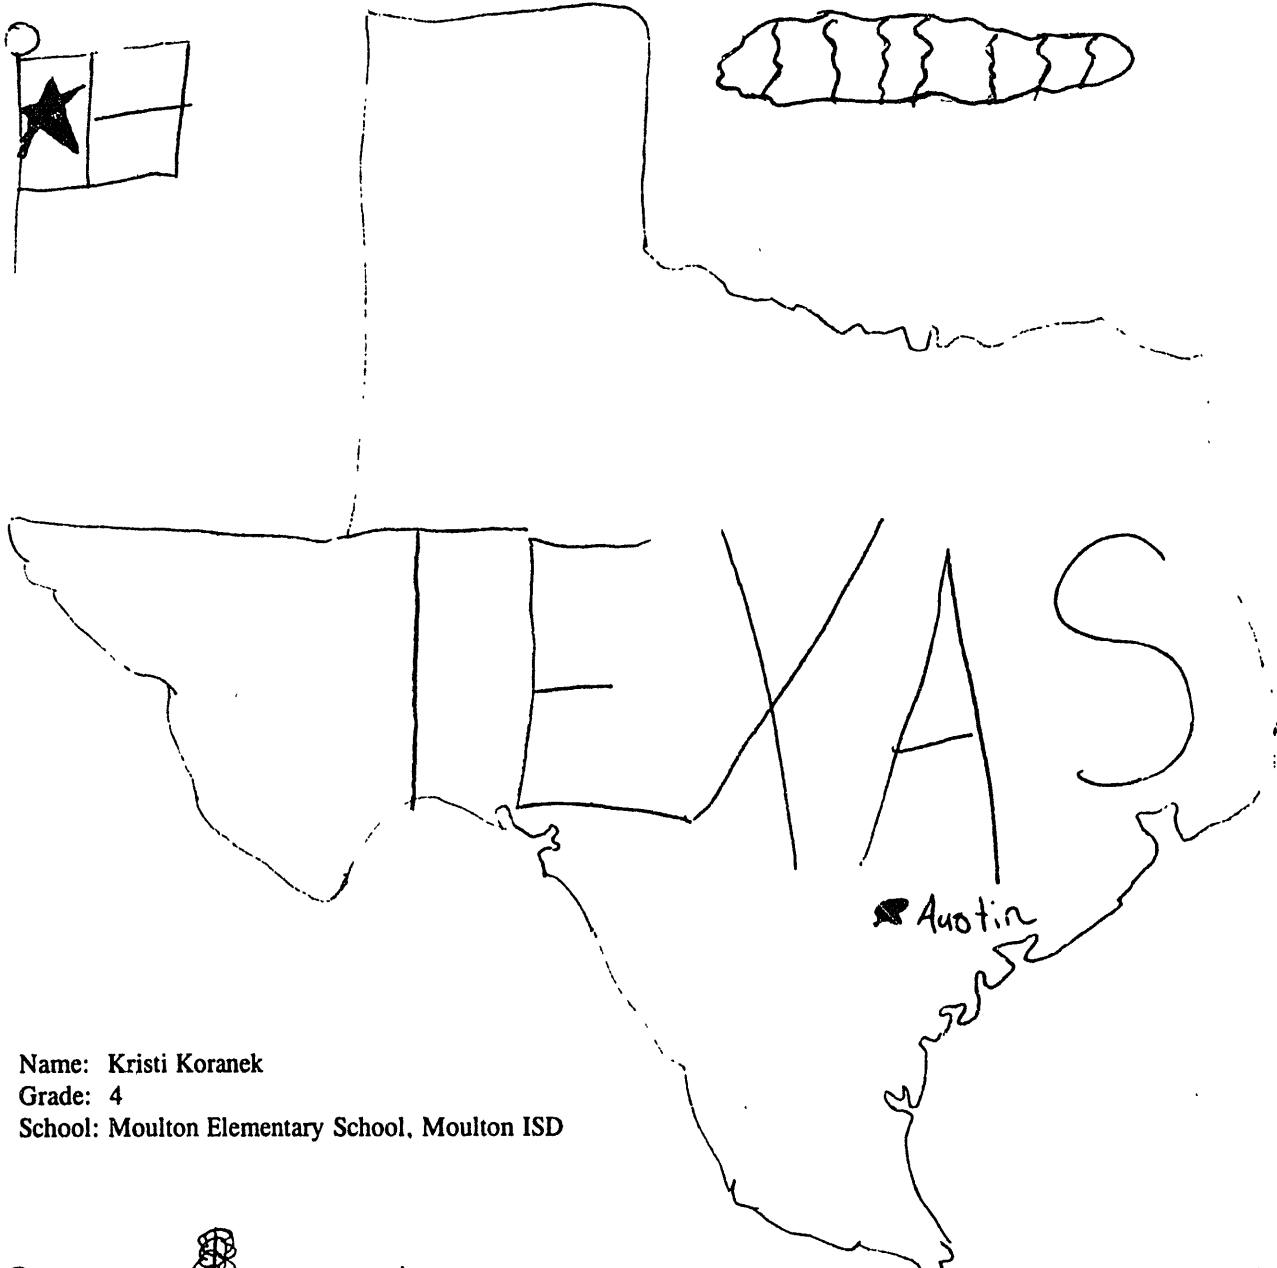 TEXAS
Austin
Name: Kristi Koranek
Grade: 4
School: Moulton Elementary School, Moulton ISD